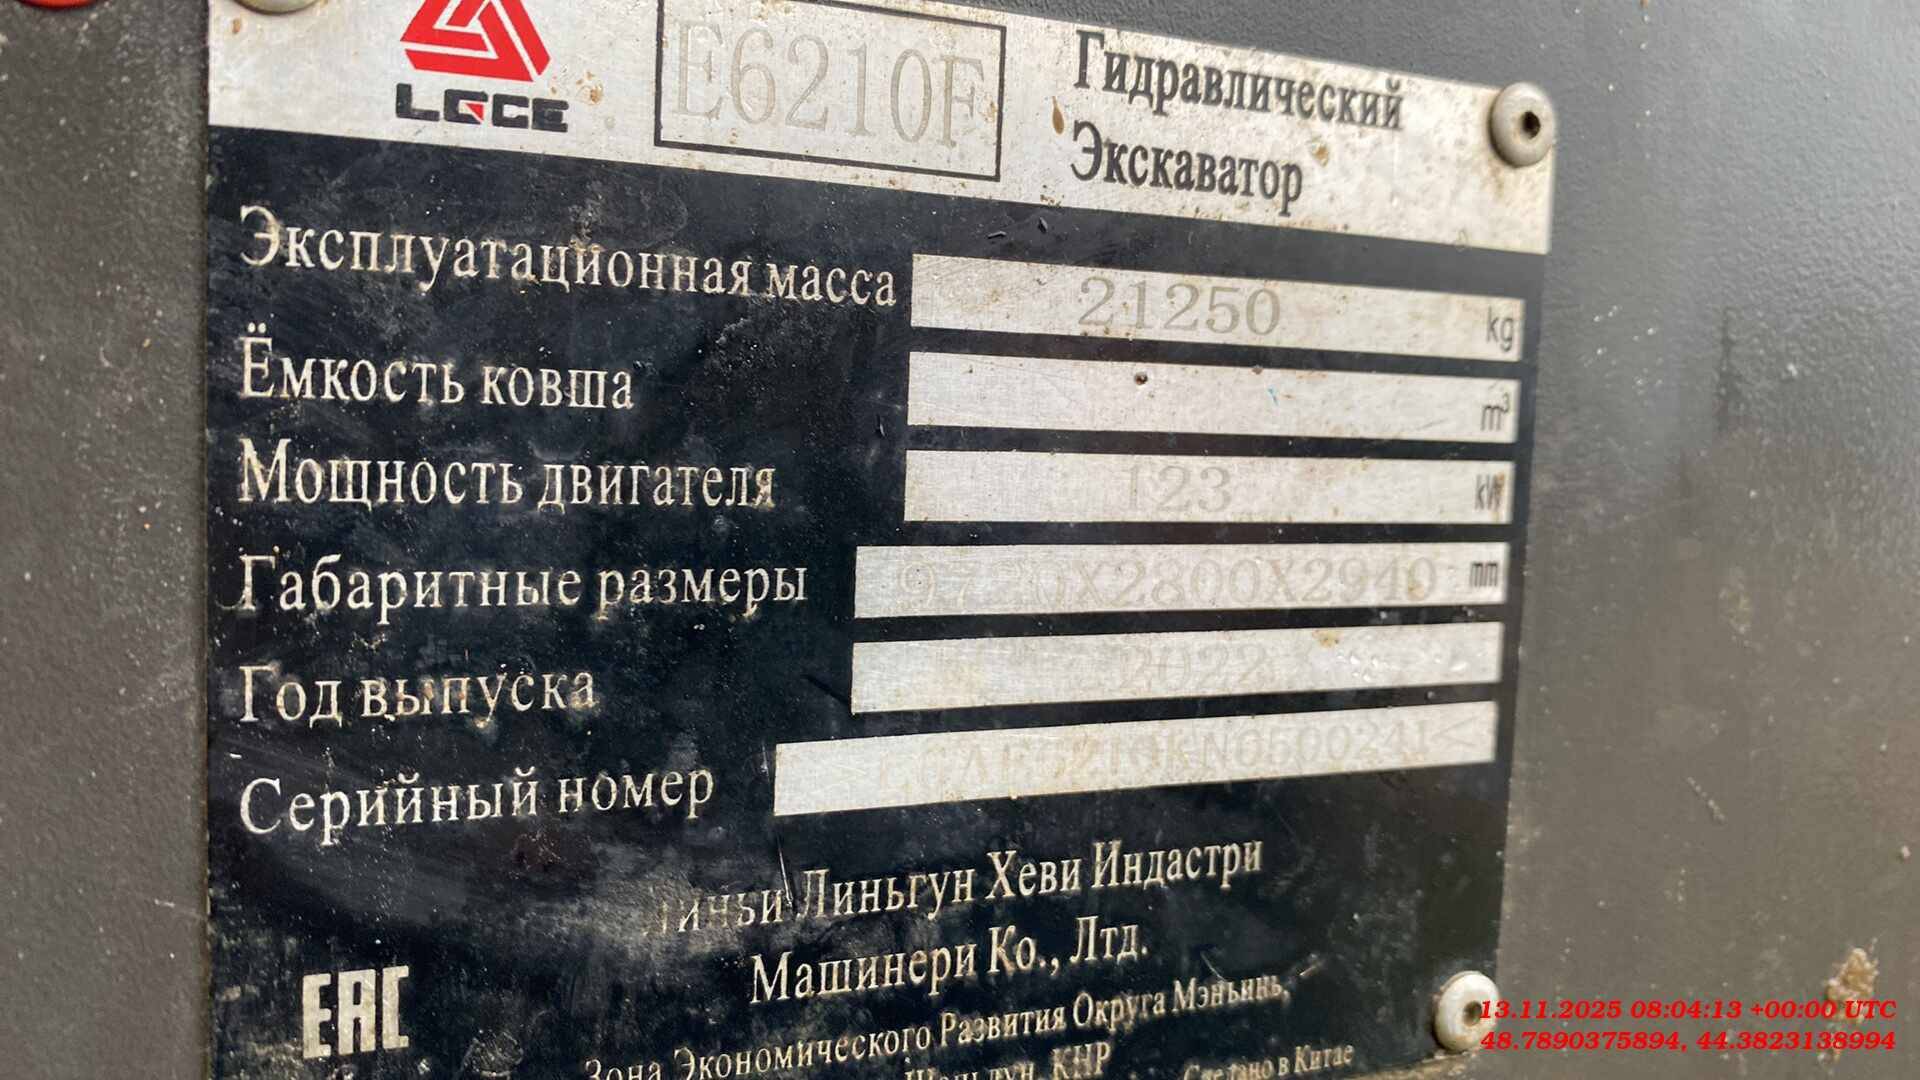 LGCE
E6210F
Гидравлический
Экскаватор
Эксплуатационная масса 21250 kg
Ёмкость ковша m³
Мощность двигателя 123 kW
Габаритные размеры mm
Год выпуска 2022
Серийный номер
Линьгун Хеви Индастри
Машинери Ко., Лтд.
EAC
Зона Экономического Развития Округа Мэньинь,
КНР Сделано в Китае
13.11.2025 08:04:13 +00:00 UTC
48.7890375894, 44.3823138994